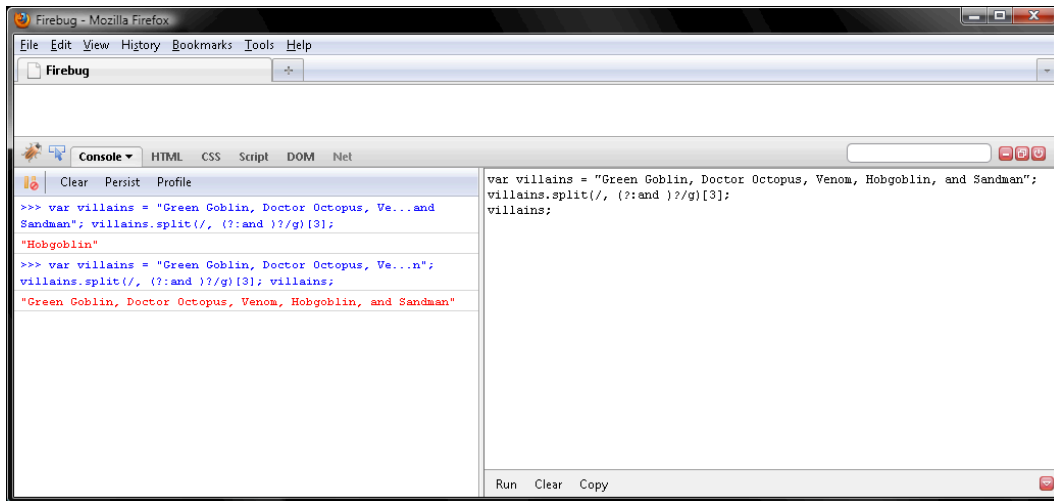 Firebug - Mozilla Firefox
File Edit View History Bookmarks Tools Help
Firebug
Console HTML CSS Script DOM Net
Clear Persist Profile
>>> var villains = "Green Goblin, Doctor Octopus, Ve...and
Sandman"; villains.split(/, (?:and )?/g)[3];
"Hobgoblin"
>>> var villains = "Green Goblin, Doctor Octopus, Ve...n";
villains.split(/, (?:and )?/g)[3]; villains;
"Green Goblin, Doctor Octopus, Venom, Hobgoblin, and Sandman"
var villains = "Green Goblin, Doctor Octopus, Venom, Hobgoblin, and Sandman";
villains.split(/, (?:and )?/g)[3];
villains;
Run Clear Copy